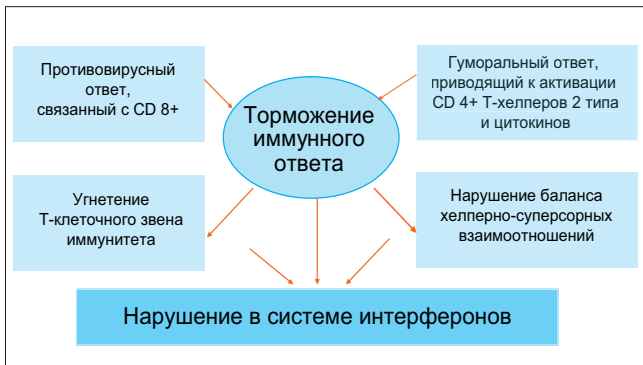 Противовирусный
ответ,
связанный с CD 8+
Гуморальный ответ,
приводящий к активации
CD 4+ Т-хелперов 2 типа
и цитокинов
Торможение
иммунного
ответа
Угнетение
Т-клеточного звена
иммунитета
Нарушение баланса
хелперно-суперсорных
взаимоотношений
Нарушение в системе интерферонов